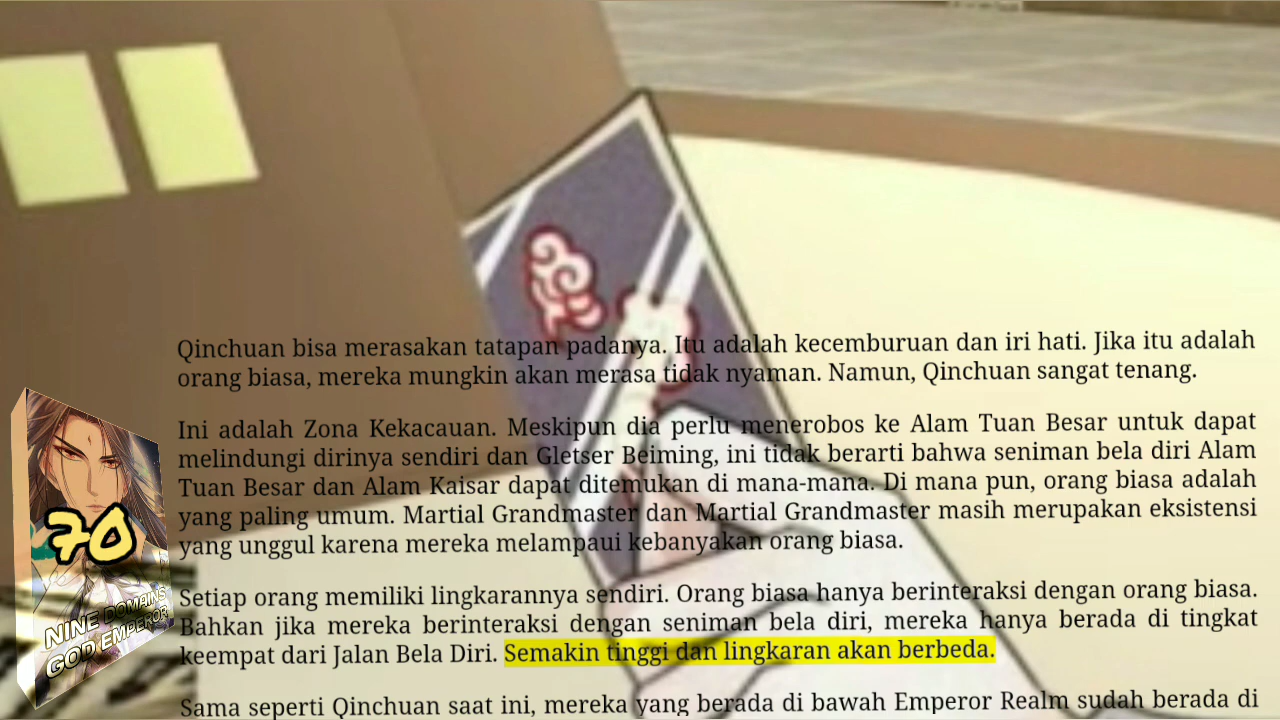 Qinchuan bisa merasakan tatapan padanya. Itu adalah kecemburuan dan iri hati. Jika itu adalah
orang biasa, mereka mungkin akan merasa tidak nyaman. Namun, Qinchuan sangat tenang.
Ini adalah Zona Kekacauan. Meskipun dia perlu menerobos ke Alam Tuan Besar untuk dapat
melindungi dirinya sendiri dan Gletser Beiming, ini tidak berarti bahwa seniman bela diri Alam
Tuan Besar dan Alam Kaisar dapat ditemukan di mana-mana. Di mana pun, orang biasa adalah
yang paling umum. Martial Grandmaster dan Martial Grandmaster masih merupakan eksistensi
yang unggul karena mereka melampaui kebanyakan orang biasa.
Setiap orang memiliki lingkarannya sendiri. Orang biasa hanya berinteraksi dengan orang biasa.
Bahkan jika mereka berinteraksi dengan seniman bela diri, mereka hanya berada di tingkat
keempat dari Jalan Bela Diri. Semakin tinggi dan lingkaran akan berbeda.
Sama seperti Qinchuan saat ini, mereka yang berada di bawah Emperor Realm sudah berada di
70
NINE DOMAINS
GOD EMPEROR